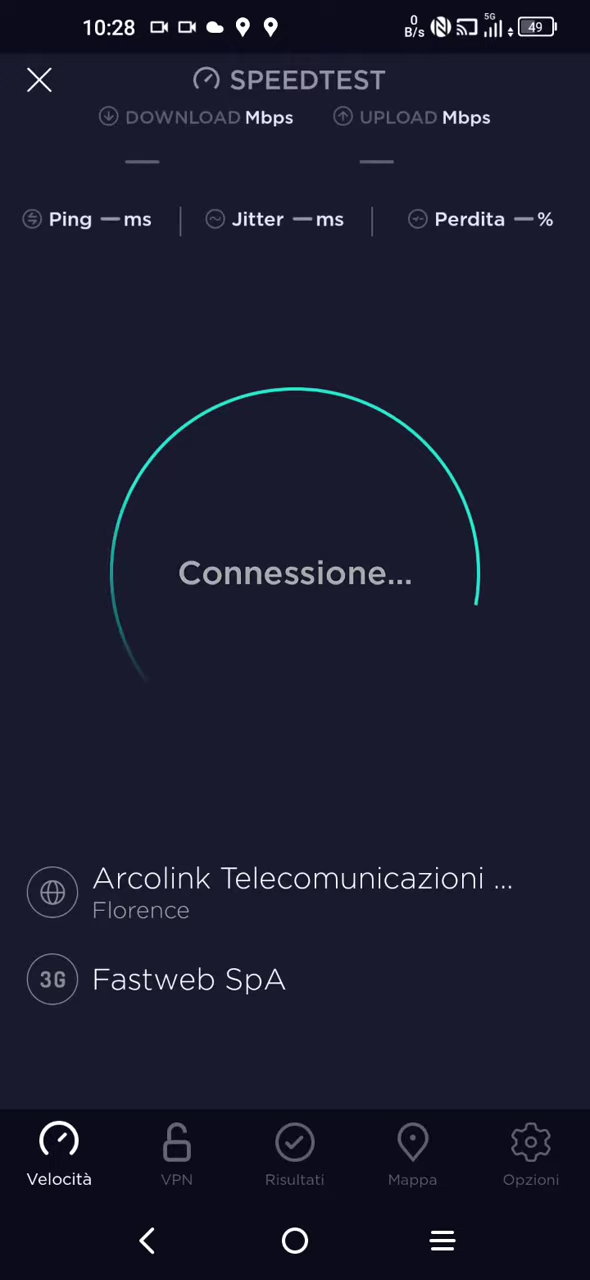 10:28 0 B/s 5G 49
SPEEDTEST
DOWNLOAD Mbps UPLOAD Mbps
— —
Ping — ms Jitter — ms Perdita — %
Connessione...
Arcolink Telecomunicazioni ...
Florence
3G Fastweb SpA
Velocità VPN Risultati Mappa Opzioni